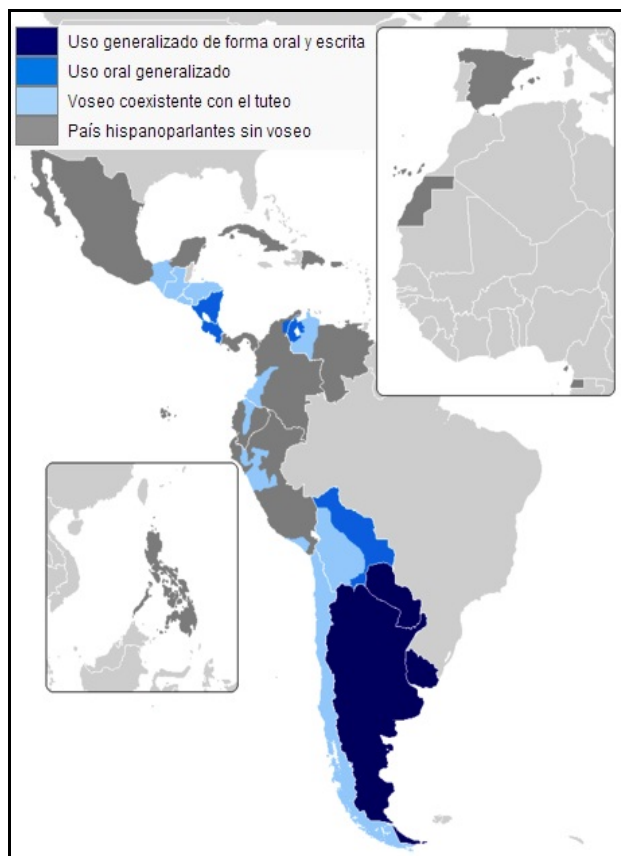 Uso generalizado de forma oral y escrita
Uso oral generalizado
Voseo coexistente con el tuteo
País hispanoparlantes sin voseo